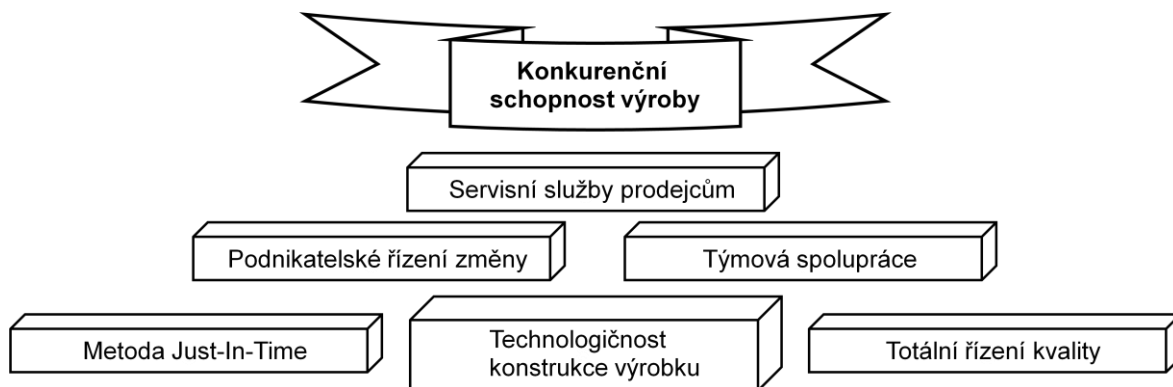 Konkurenční
schopnost výroby
Servisní služby prodejcům
Podnikatelské řízení změny
Týmová spolupráce
Metoda Just-In-Time
Technologičnost
konstrukce výrobku
Totální řízení kvality